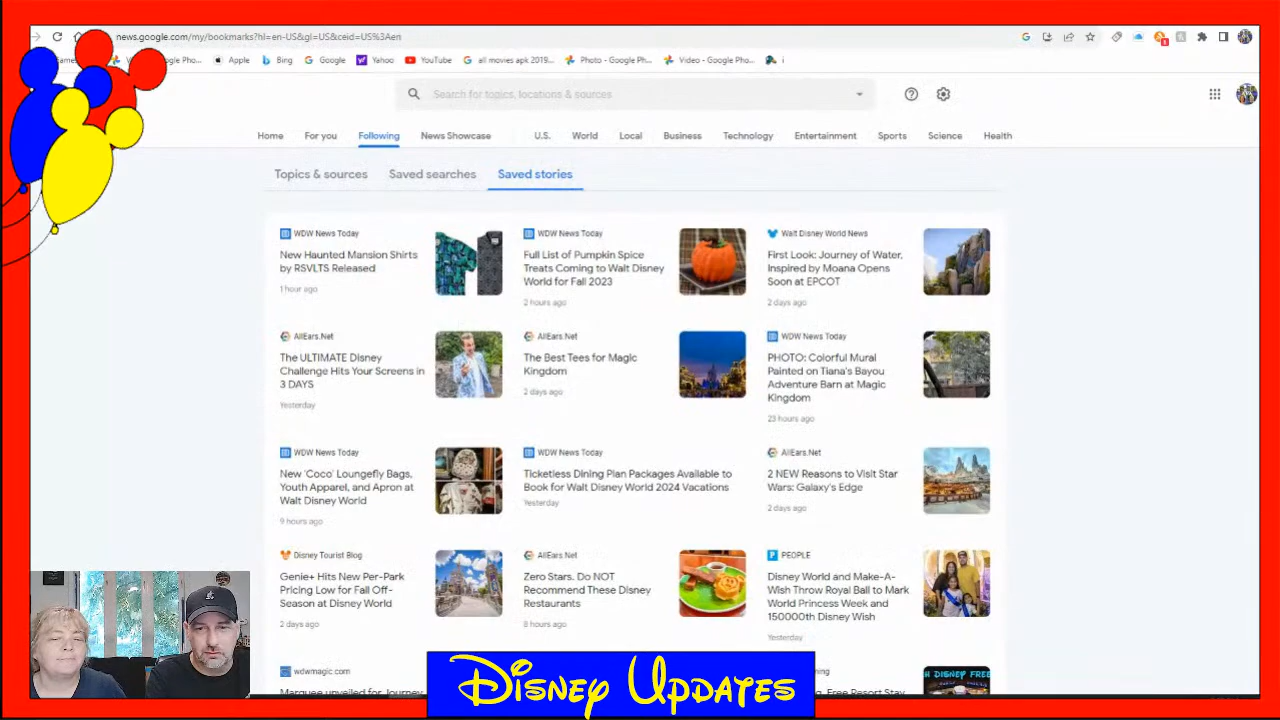 news.google.com/my/bookmarks?hl=en-US&gl=US&ceid=US%3Aen
Apple
Bing
Google
Yahoo
YouTube
all movies apk 2019...
Photo - Google Ph...
Video - Google Pho...
Search for topics, locations & sources
Home
For you
Following
News Showcase
U.S.
World
Local
Business
Technology
Entertainment
Sports
Science
Health
Topics & sources
Saved searches
Saved stories
WDW News Today
New Haunted Mansion Shirts
by RSVLTS Released
1 hour ago
WDW News Today
Full List of Pumpkin Spice
Treats Coming to Walt Disney
World for Fall 2023
2 hours ago
Walt Disney World News
First Look: Journey of Water,
Inspired by Moana Opens
Soon at EPCOT
2 days ago
AllEars.Net
The ULTIMATE Disney
Challenge Hits Your Screens in
3 DAYS
Yesterday
AllEars.Net
The Best Tees for Magic
Kingdom
2 days ago
WDW News Today
PHOTO: Colorful Mural
Painted on Tiana's Bayou
Adventure Barn at Magic
Kingdom
23 hours ago
WDW News Today
New 'Coco' Loungefly Bags,
Youth Apparel, and Apron at
Walt Disney World
9 hours ago
WDW News Today
Ticketless Dining Plan Packages Available to
Book for Walt Disney World 2024 Vacations
Yesterday
AllEars.Net
2 NEW Reasons to Visit Star
Wars: Galaxy's Edge
2 days ago
Disney Tourist Blog
Genie+ Hits New Per-Park
Pricing Low for Fall Off-
Season at Disney World
2 days ago
AllEars.Net
Zero Stars. Do NOT
Recommend These Disney
Restaurants
8 hours ago
PEOPLE
Disney World and Make-A-
Wish Throw Royal Ball to Mark
World Princess Week and
150000th Disney Wish
Yesterday
wdwmagic.com
Marquee unveiled for Journey
Free Resort Stay
DISNEY FREE
Disney Updates